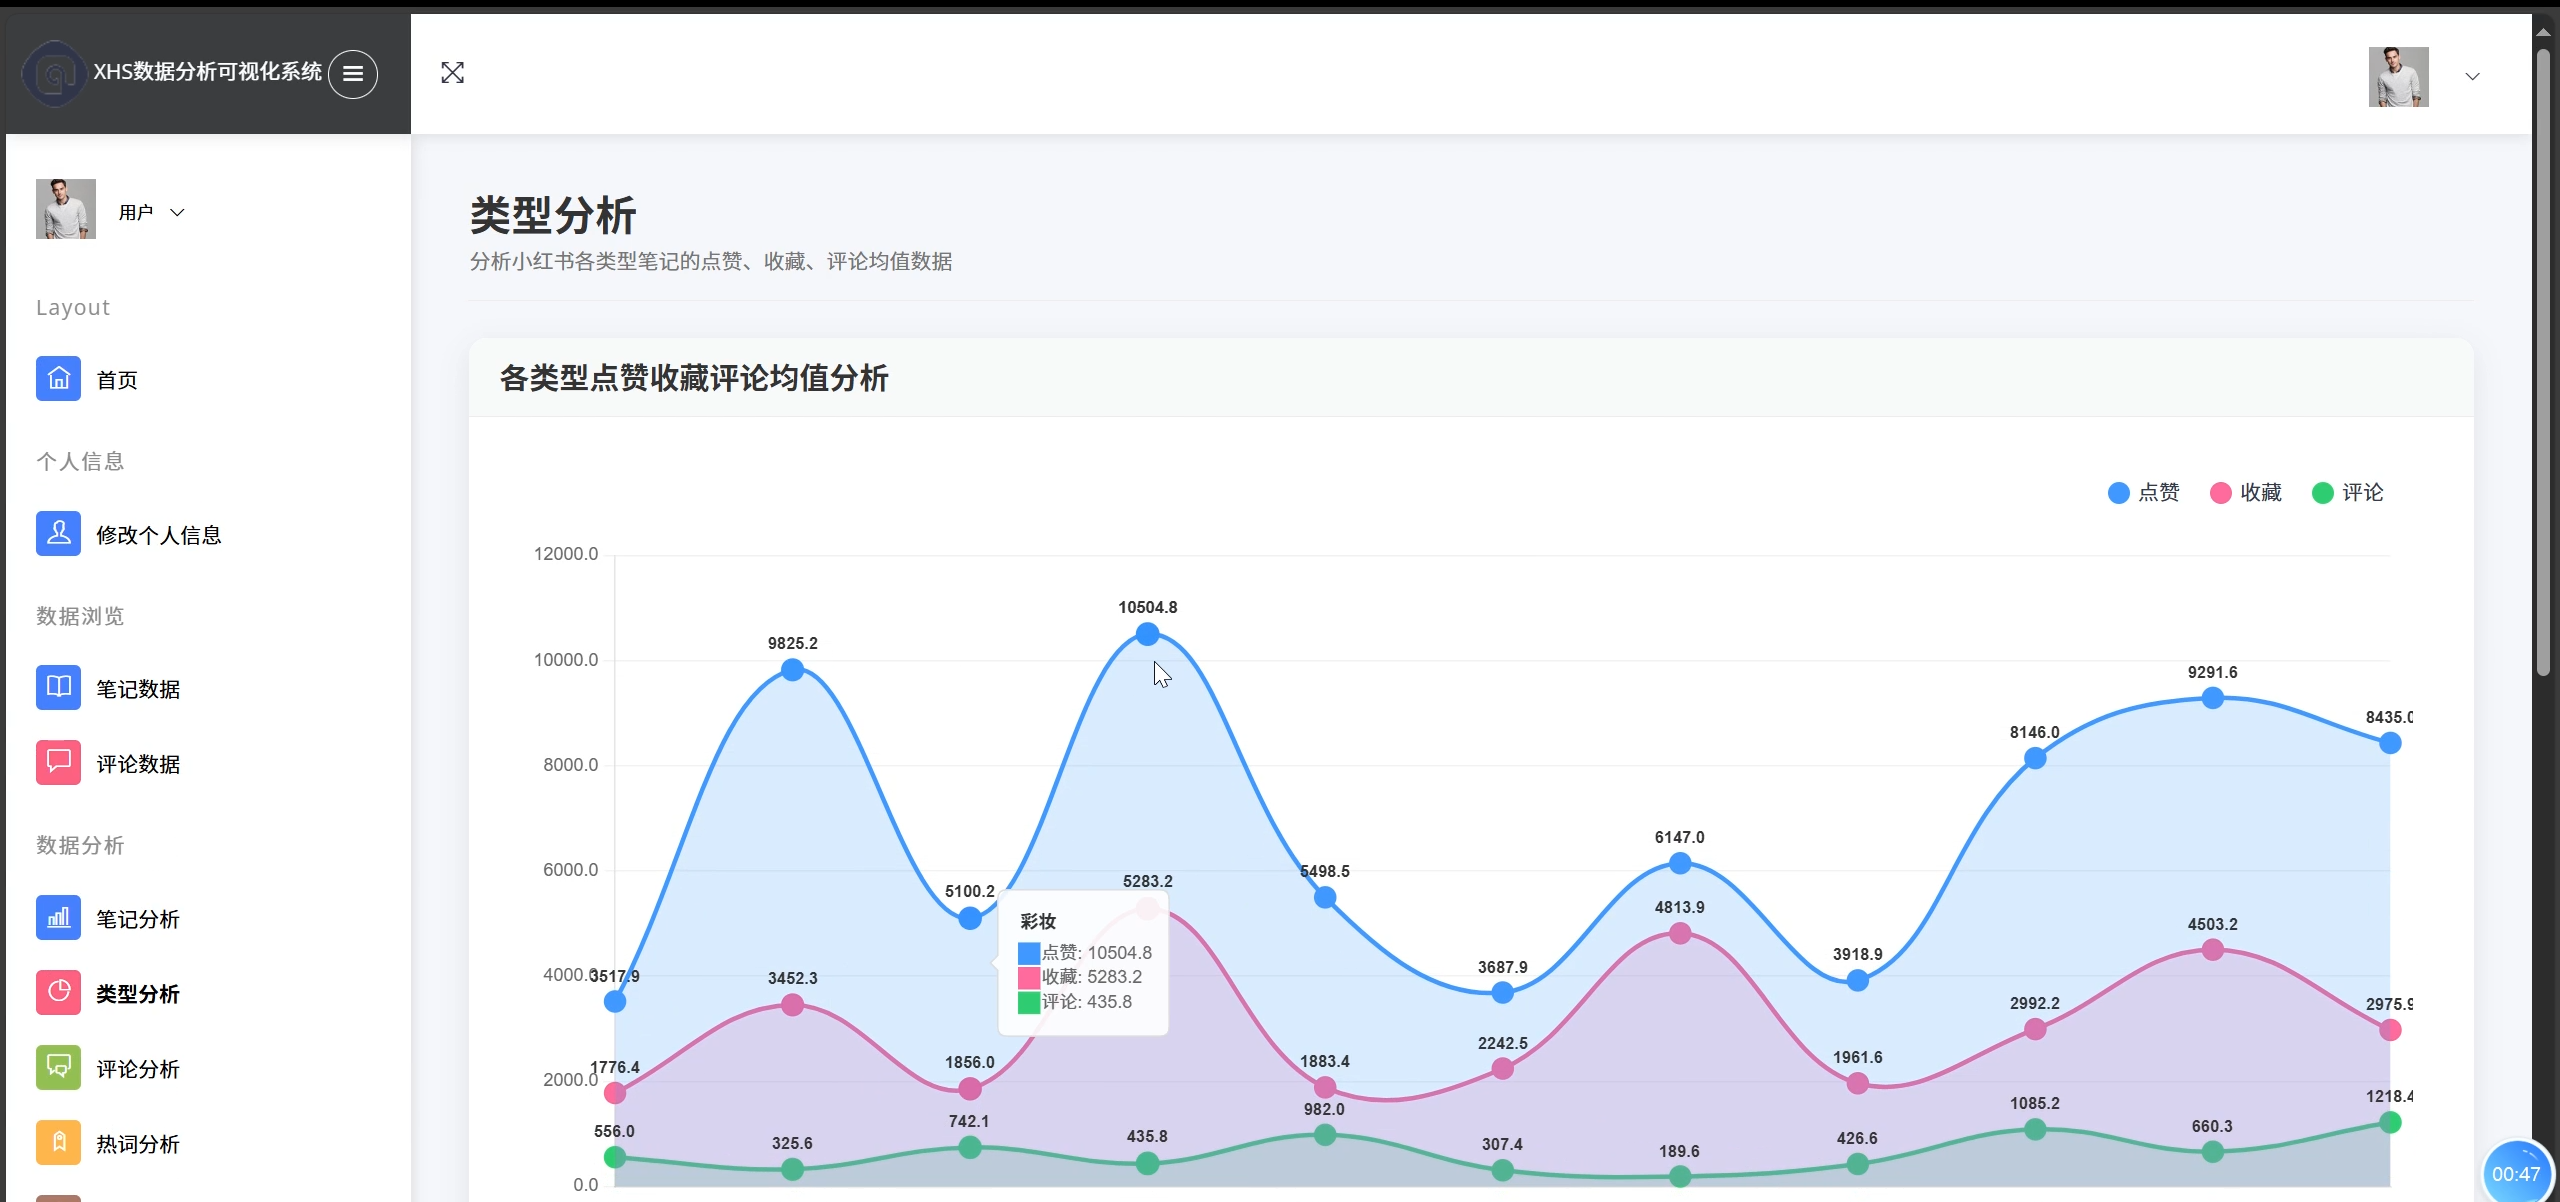 XHS数据分析可视化系统
用户
Layout
首页
个人信息
修改个人信息
数据浏览
笔记数据
评论数据
数据分析
笔记分析
类型分析
评论分析
热词分析
类型分析
分析小红书各类型笔记的点赞、收藏、评论均值数据
各类型点赞收藏评论均值分析
点赞 收藏 评论
12000.0
10000.0
8000.0
6000.0
4000.0
2000.0
0.0
3517.9
9825.2
5100.2
10504.8
5498.5
3687.9
6147.0
3918.9
8146.0
9291.6
8435.0
1776.4
3452.3
1856.0
5283.2
1883.4
2242.5
4813.9
1961.6
2992.2
4503.2
2975.9
556.0
325.6
742.1
435.8
982.0
307.4
189.6
426.6
1085.2
660.3
1218.4
彩妆
点赞: 10504.8
收藏: 5283.2
评论: 435.8
00:47